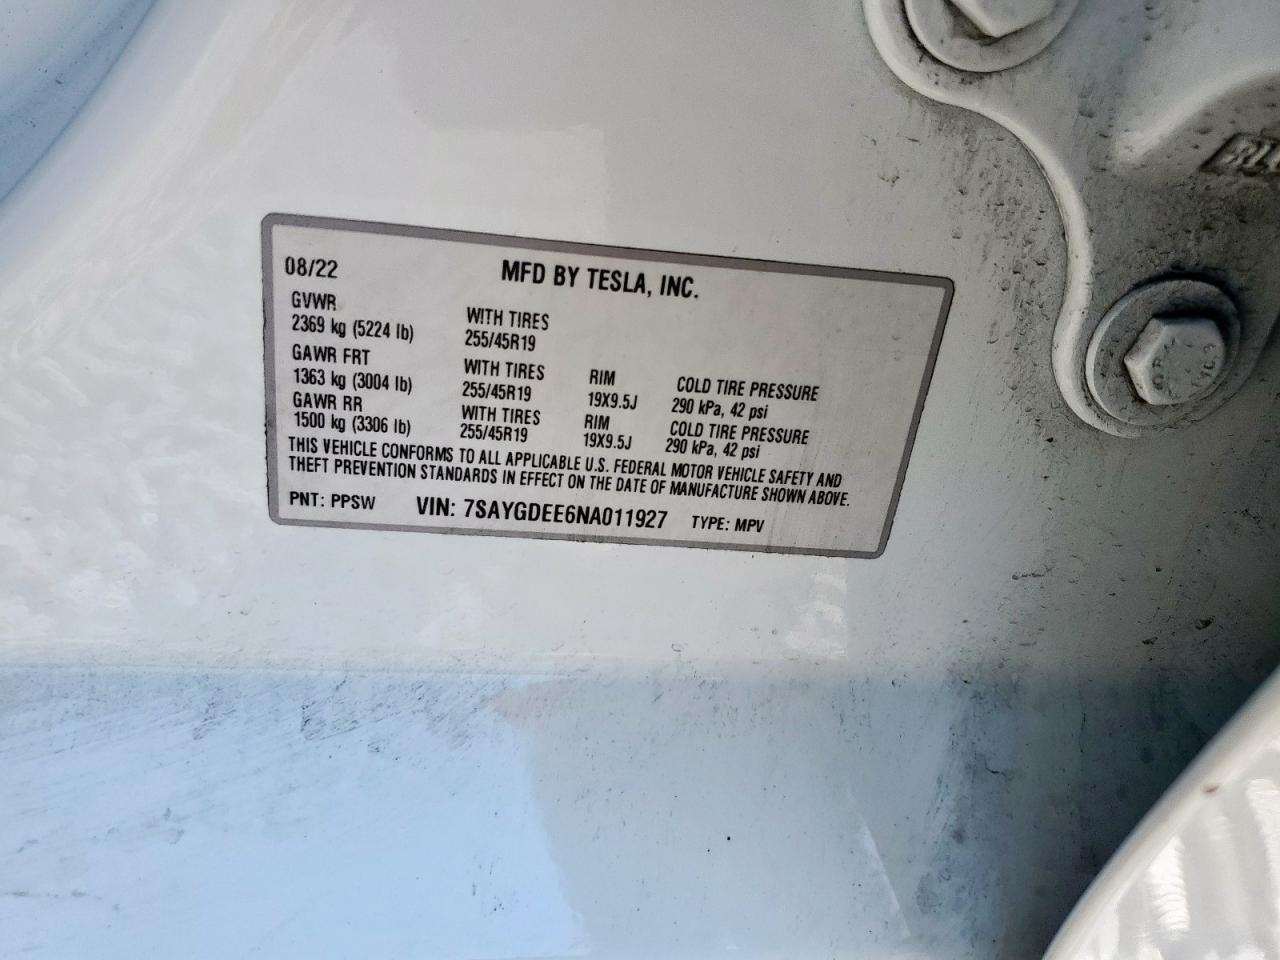 08/22 MFD BY TESLA, INC.
GVWR WITH TIRES
2369 kg (5224 lb) 255/45R19
GAWR FRT WITH TIRES RIM COLD TIRE PRESSURE
1363 kg (3004 lb) 255/45R19 19X9.5J 290 kPa, 42 psi
GAWR RR WITH TIRES RIM COLD TIRE PRESSURE
1500 kg (3306 lb) 255/45R19 19X9.5J 290 kPa, 42 psi
THIS VEHICLE CONFORMS TO ALL APPLICABLE U.S. FEDERAL MOTOR VEHICLE SAFETY AND
THEFT PREVENTION STANDARDS IN EFFECT ON THE DATE OF MANUFACTURE SHOWN ABOVE.
PNT: PPSW VIN: 7SAYGDEE6NA011927 TYPE: MPV